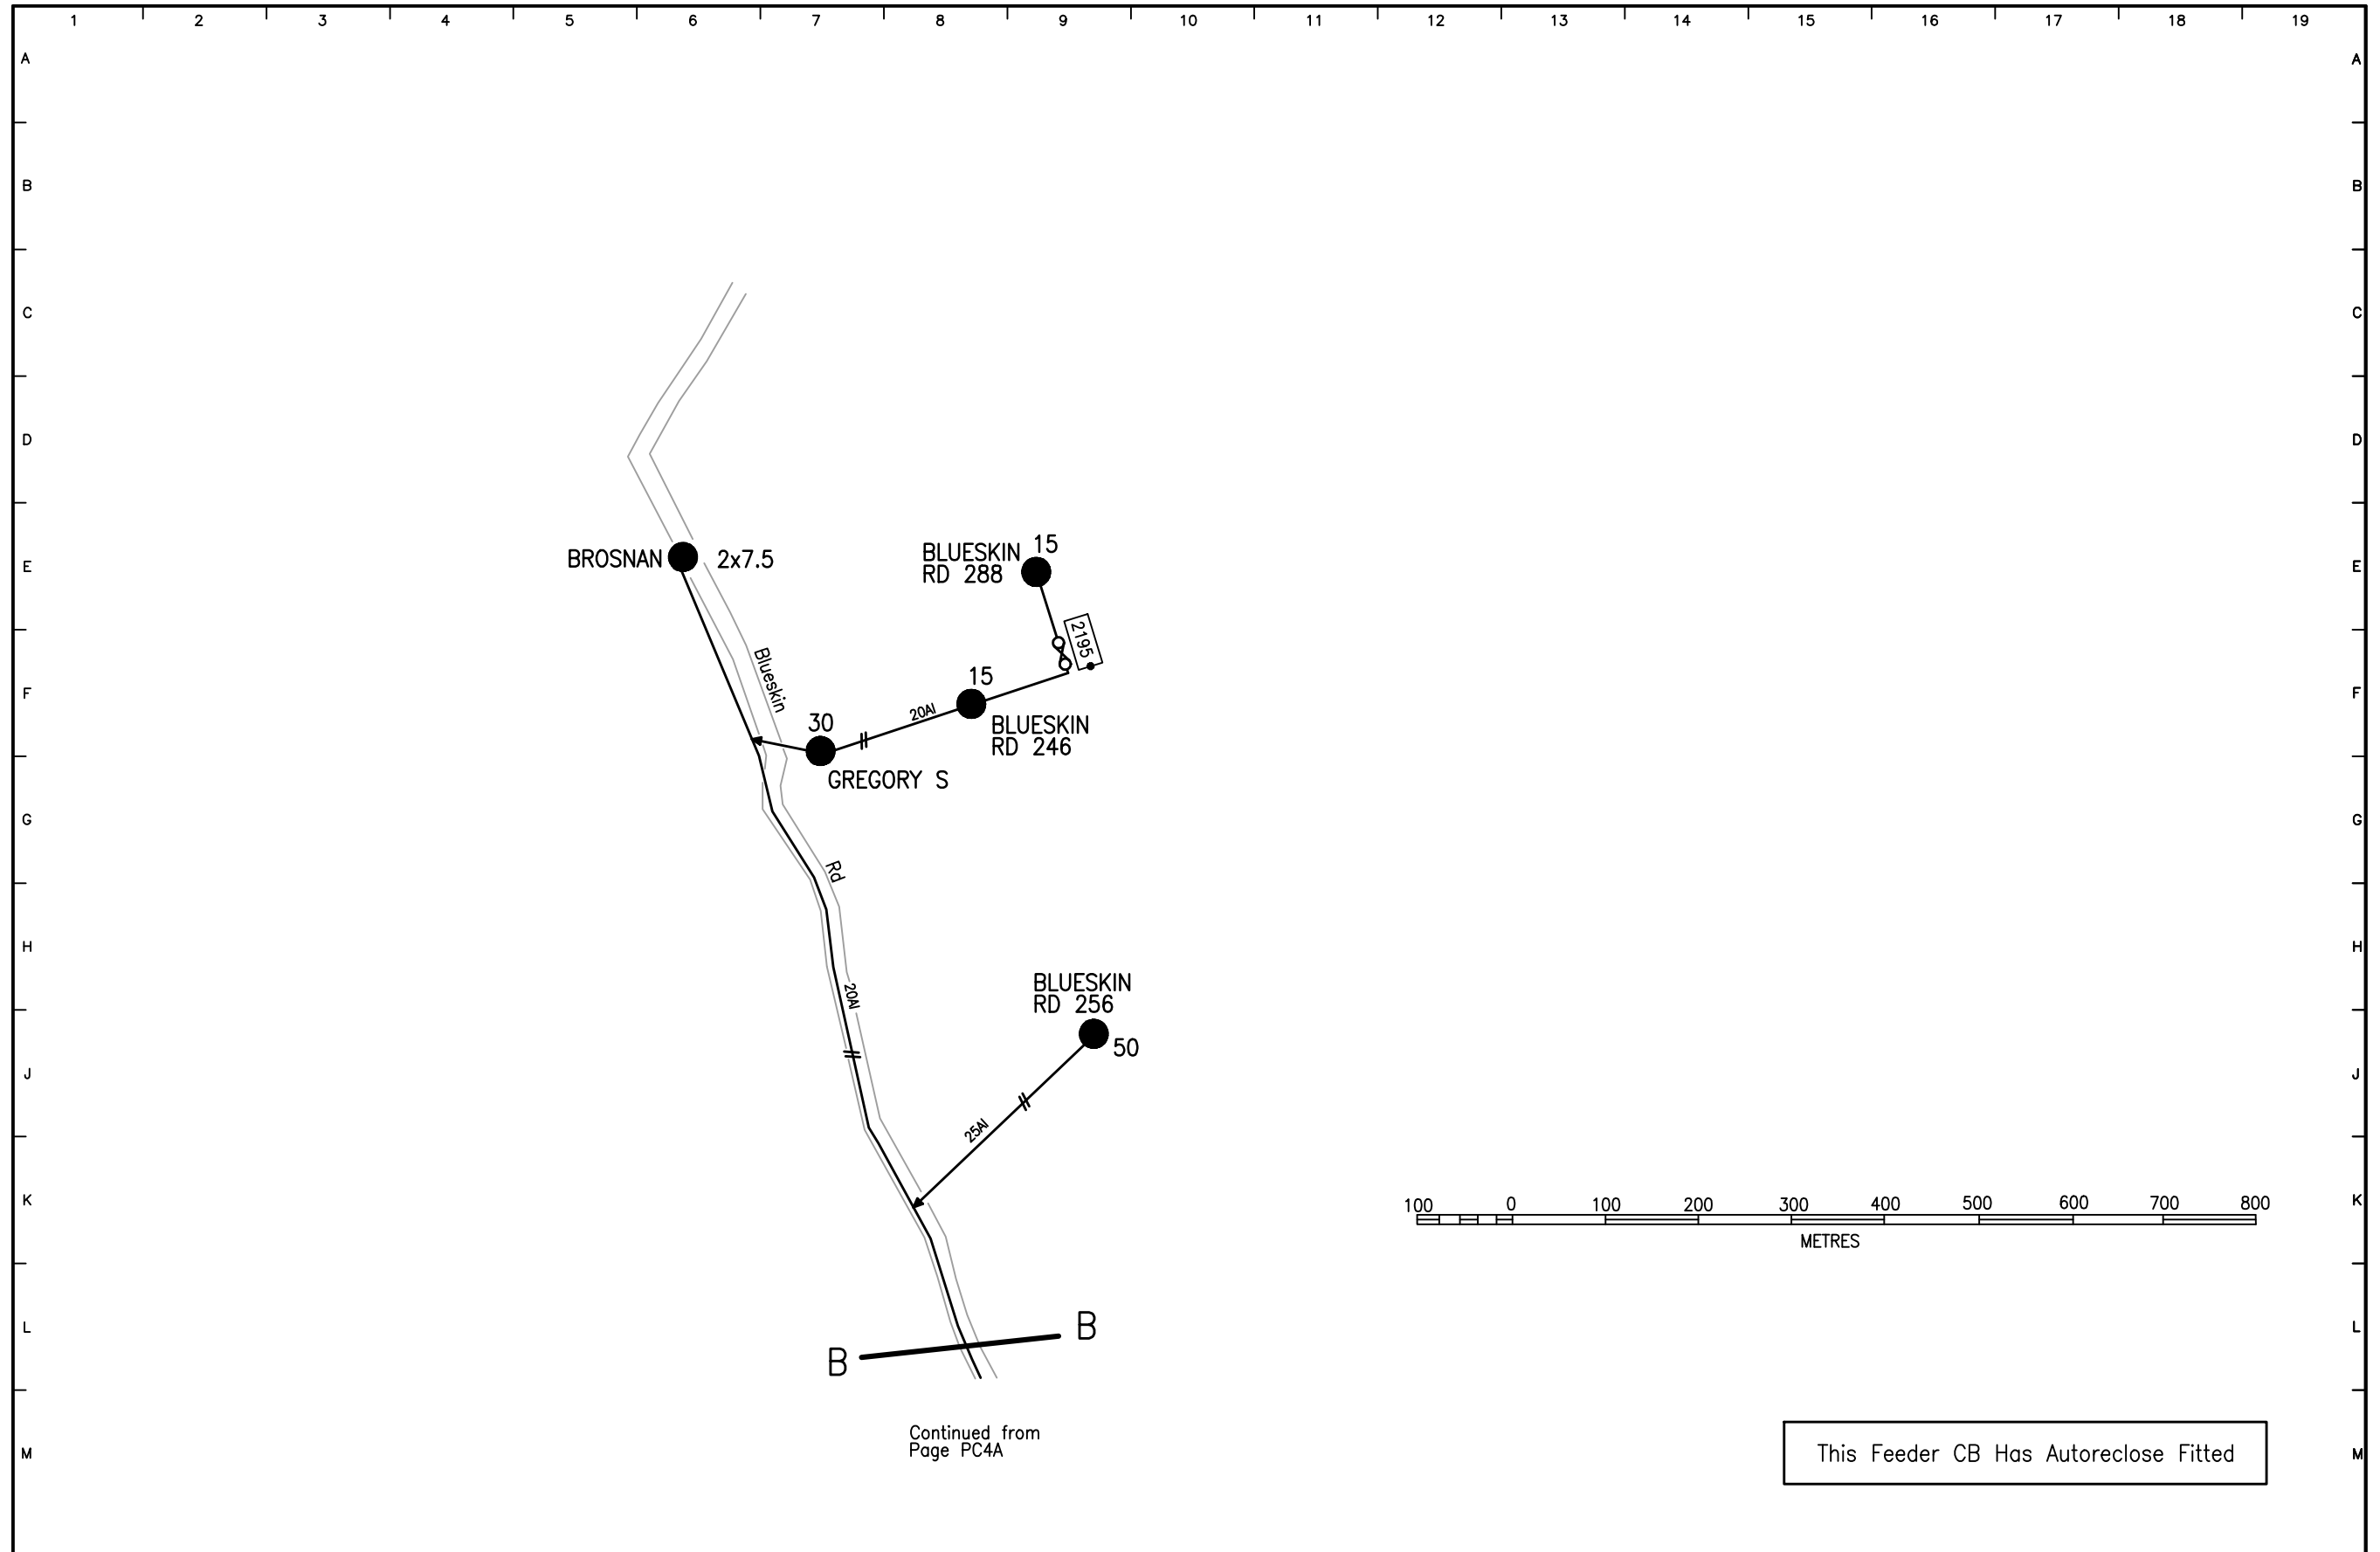 1 2 3 4 5 6 7 8 9 10 11 12 13 14 15 16 17 18 19
A A
B B
C C
D D
E E
F F
G G
H H
J J
K K
L L
M M
BROSNAN 2x7.5
BLUESKIN 15
RD 288
2195
Blueskin
15
20Al
BLUESKIN
RD 246
30
GREGORY S
Rd
20Al
BLUESKIN
RD 256
50
25Al
100 0 100 200 300 400 500 600 700 800
METRES
B
B
Continued from
Page PC4A
This Feeder CB Has Autoreclose Fitted